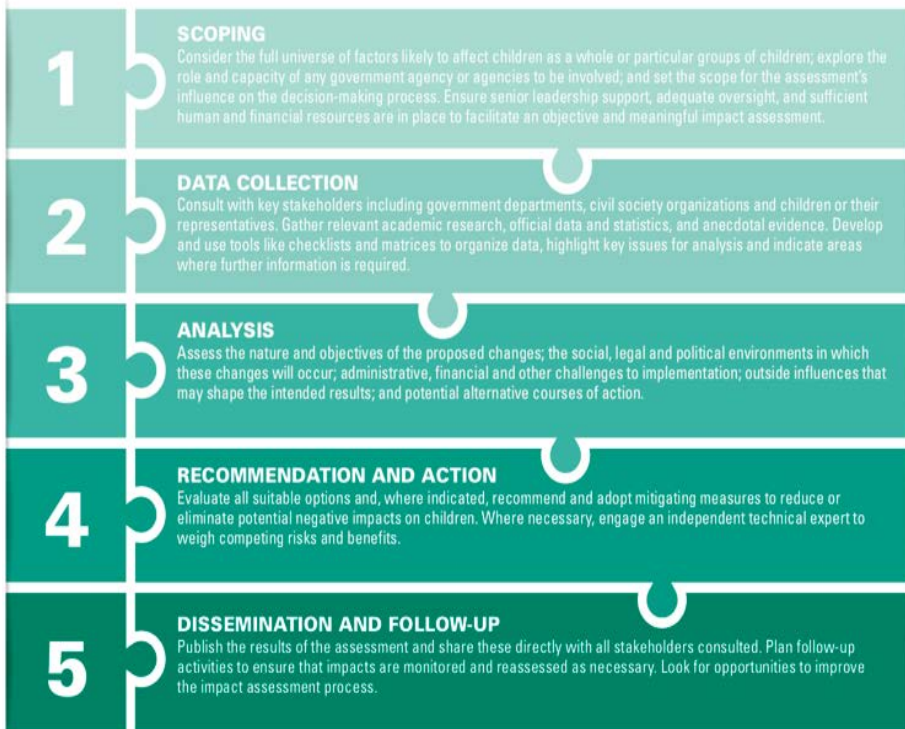 1
SCOPING
Consider the full universe of factors likely to affect children as a whole or particular groups of children; explore the
role and capacity of any government agency or agencies to be involved; and set the scope for the assessment's
influence on the decision-making process. Ensure senior leadership support, adequate oversight, and sufficient
human and financial resources are in place to facilitate an objective and meaningful impact assessment.
2
DATA COLLECTION
Consult with key stakeholders including government departments, civil society organizations and children or their
representatives. Gather relevant academic research, official data and statistics, and anecdotal evidence. Develop
and use tools like checklists and matrices to organize data, highlight key issues for analysis and indicate areas
where further information is required.
3
ANALYSIS
Assess the nature and objectives of the proposed changes; the social, legal and political environments in which
these changes will occur; administrative, financial and other challenges to implementation; outside influences that
may shape the intended results; and potential alternative courses of action.
4
RECOMMENDATION AND ACTION
Evaluate all suitable options and, where indicated, recommend and adopt mitigating measures to reduce or
eliminate potential negative impacts on children. Where necessary, engage an independent technical expert to
weigh competing risks and benefits.
5
DISSEMINATION AND FOLLOW-UP
Publish the results of the assessment and share these directly with all stakeholders consulted. Plan follow-up
activities to ensure that impacts are monitored and reassessed as necessary. Look for opportunities to improve
the impact assessment process.